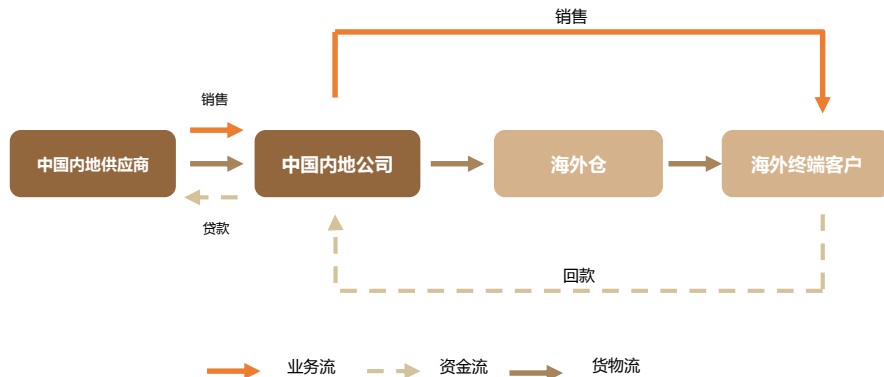 销售
销售
中国内地供应商
中国内地公司
海外仓
海外终端客户
贷款
回款
业务流
资金流
货物流